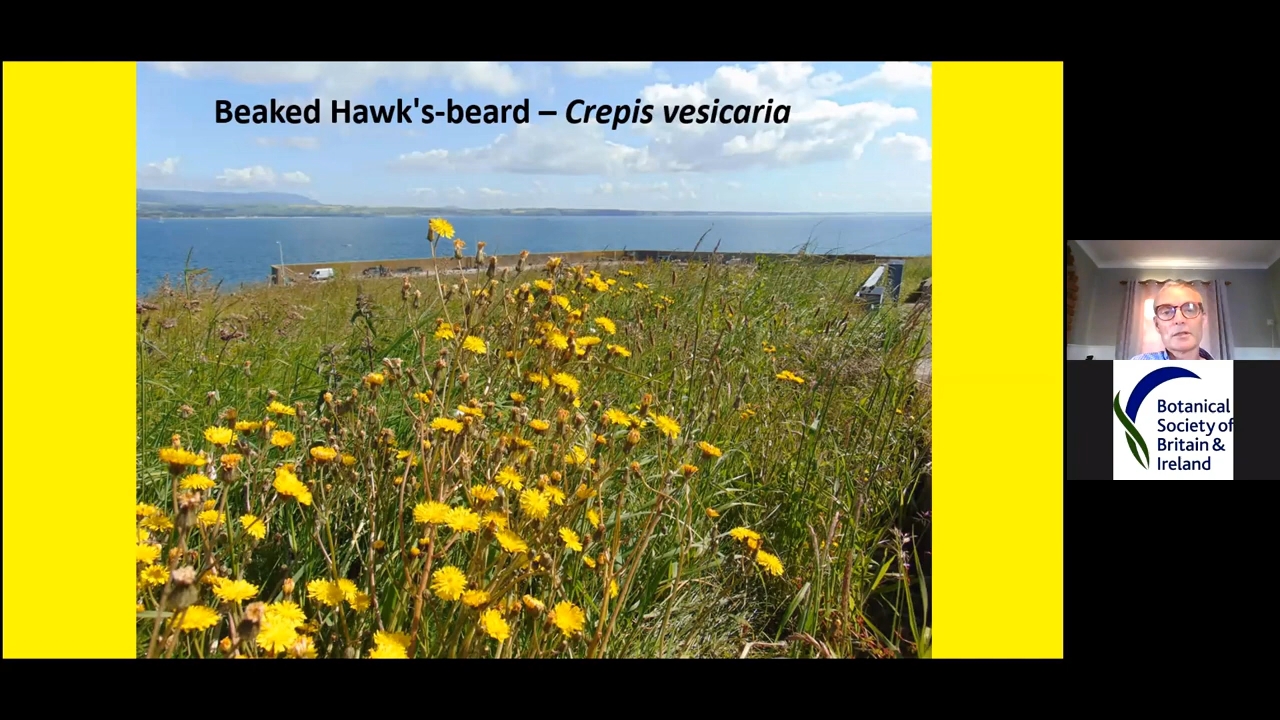 Beaked Hawk's-beard – Crepis vesicaria
Botanical
Society of
Britain &
Ireland